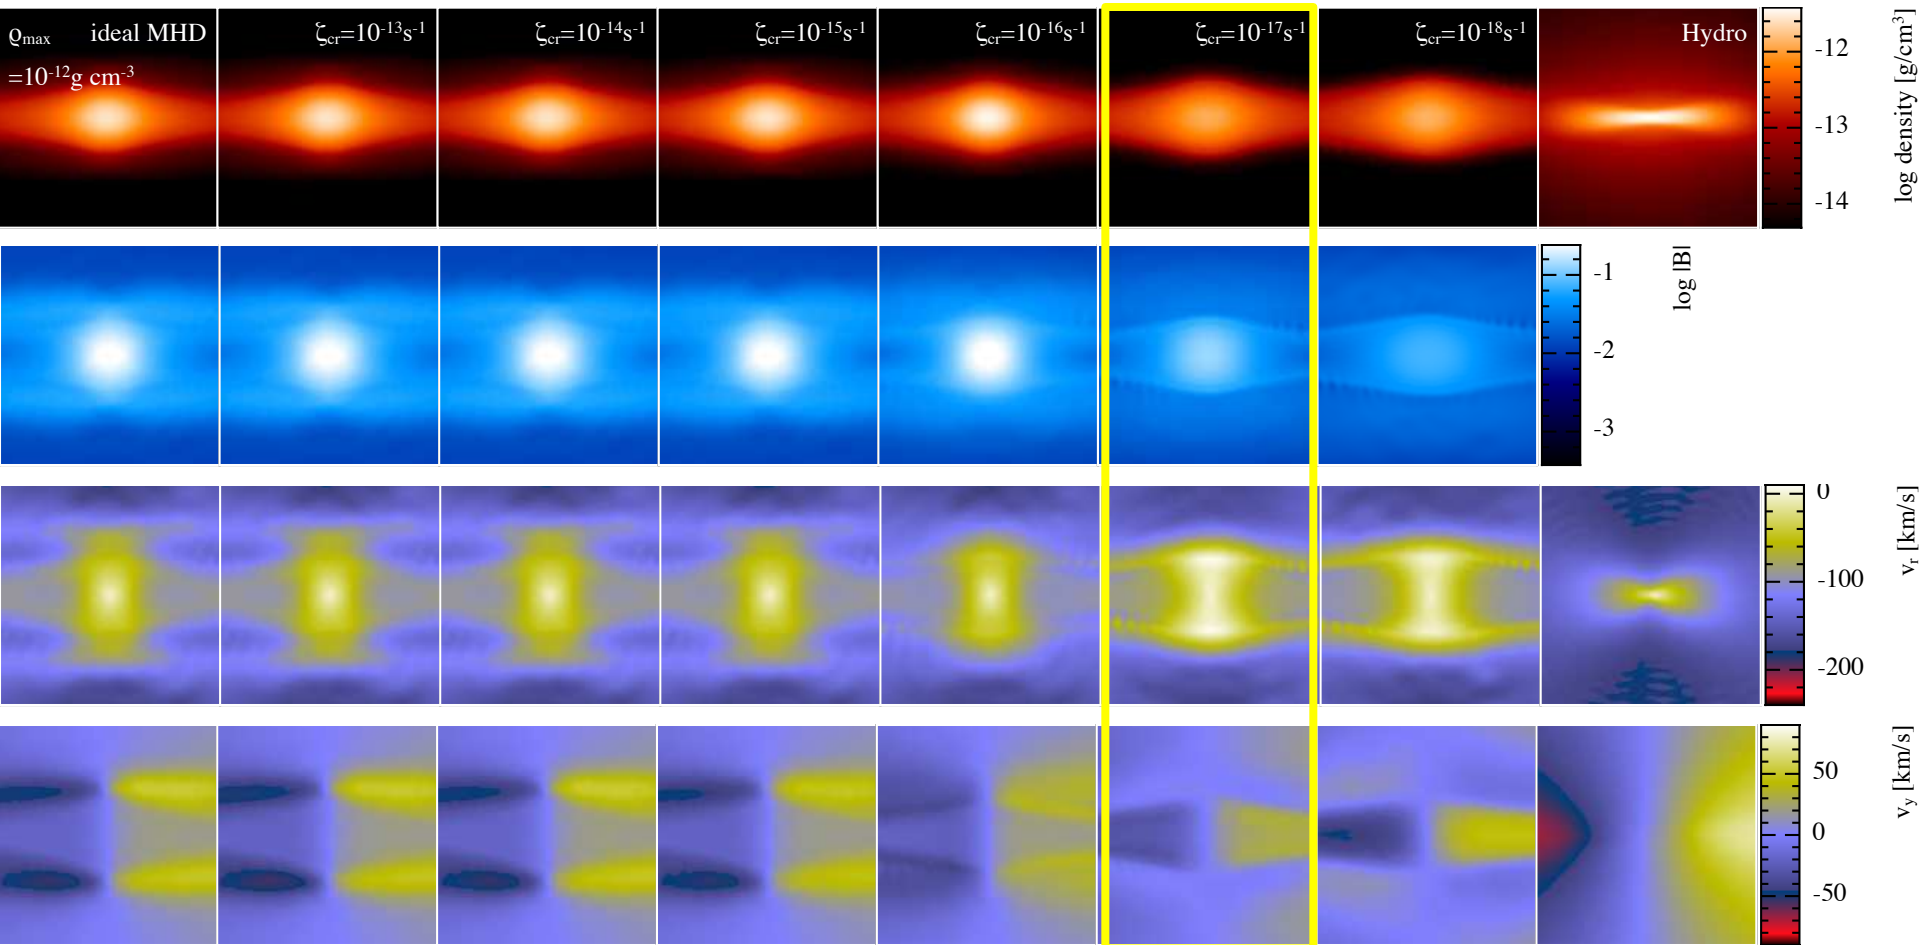 ϱmax ideal MHD
=10-12g cm-3
ζcr=10-13s-1
ζcr=10-14s-1
ζcr=10-15s-1
ζcr=10-16s-1
ζcr=10-17s-1
ζcr=10-18s-1
Hydro
-12
-13
-14
log density [g/cm3]
-1
-2
-3
log |B|
0
-100
-200
vr [km/s]
50
0
-50
vy [km/s]